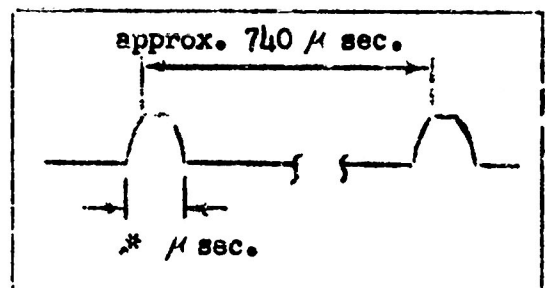 approx. 740 μ sec.
* μ sec.